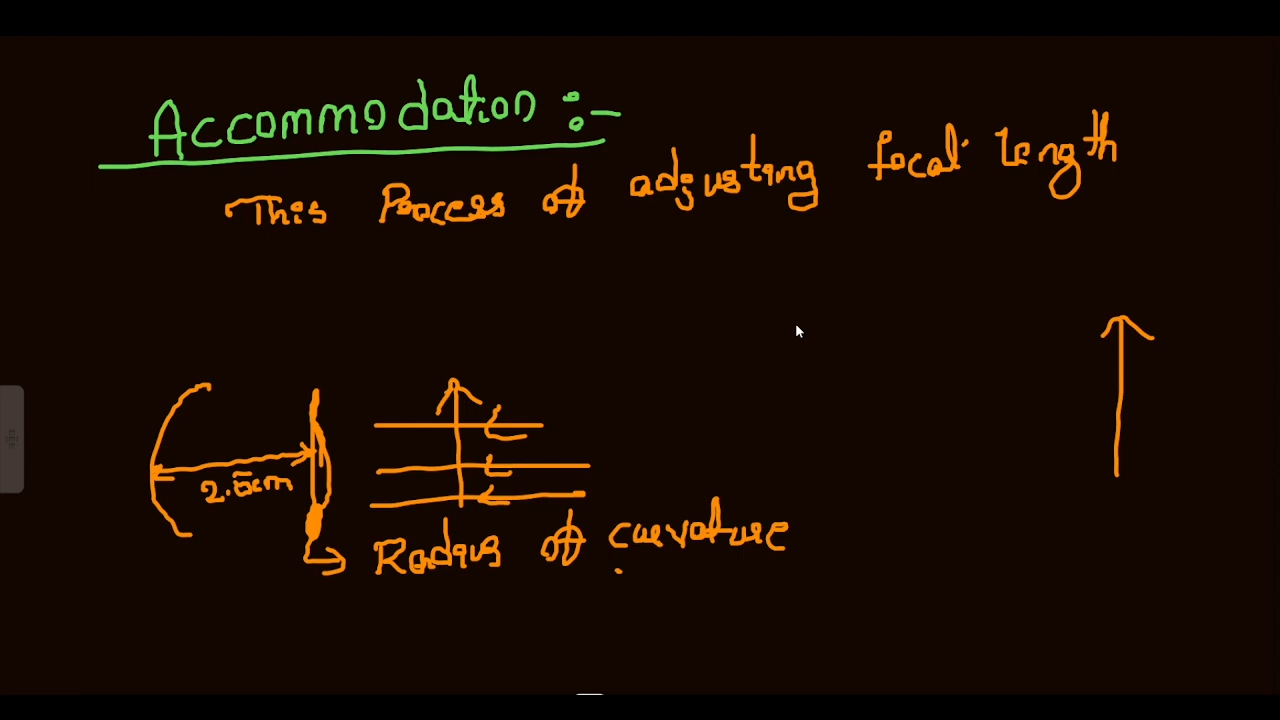 Accommodation :-
This Process of adjusting focal length
2.5cm
Radius of curvature